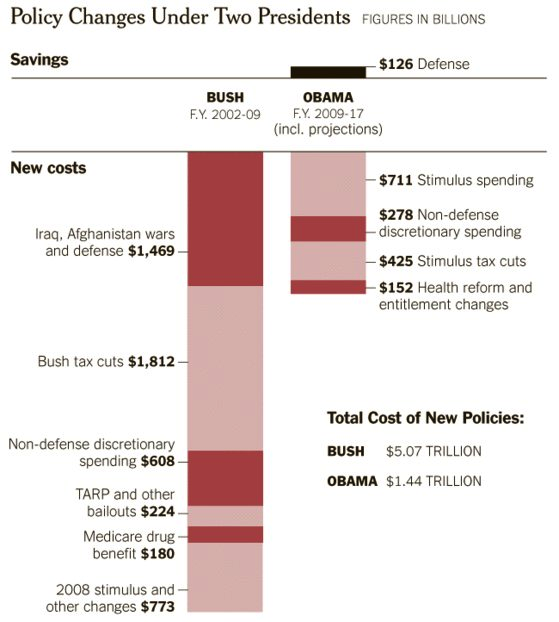 Policy Changes Under Two Presidents FIGURES IN BILLIONS
Savings
$126 Defense
BUSH
F.Y. 2002-09
OBAMA
F.Y. 2009-17
(incl. projections)
New costs
Iraq, Afghanistan wars
and defense $1,469
Bush tax cuts $1,812
Non-defense discretionary
spending $608
TARP and other
bailouts $224
Medicare drug
benefit $180
2008 stimulus and
other changes $773
$711 Stimulus spending
$278 Non-defense
discretionary spending
$425 Stimulus tax cuts
$152 Health reform and
entitlement changes
Total Cost of New Policies:
BUSH $5.07 TRILLION
OBAMA $1.44 TRILLION